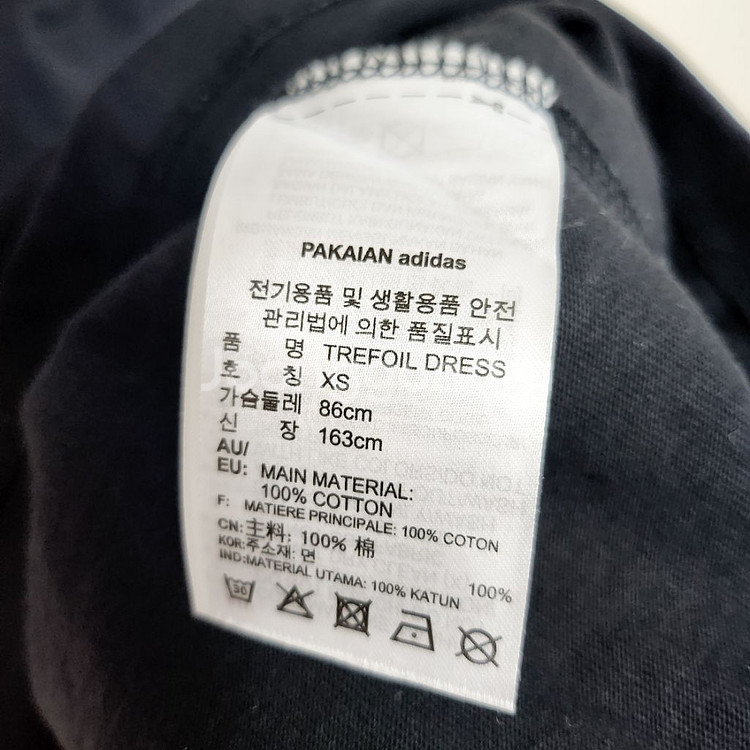 PAKAIAN adidas
전기용품 및 생활용품 안전
관리법에 의한 품질표시
품 명 TREFOIL DRESS
호 칭 XS
가슴둘레 86cm
신 장 163cm
AU/
EU: MAIN MATERIAL:
100% COTTON
F: MATIERE PRINCIPALE: 100% COTON
CN: 主料: 100% 棉
KOR:주소재: 면 100%
IND:MATERIAL UTAMA: 100% KATUN
30